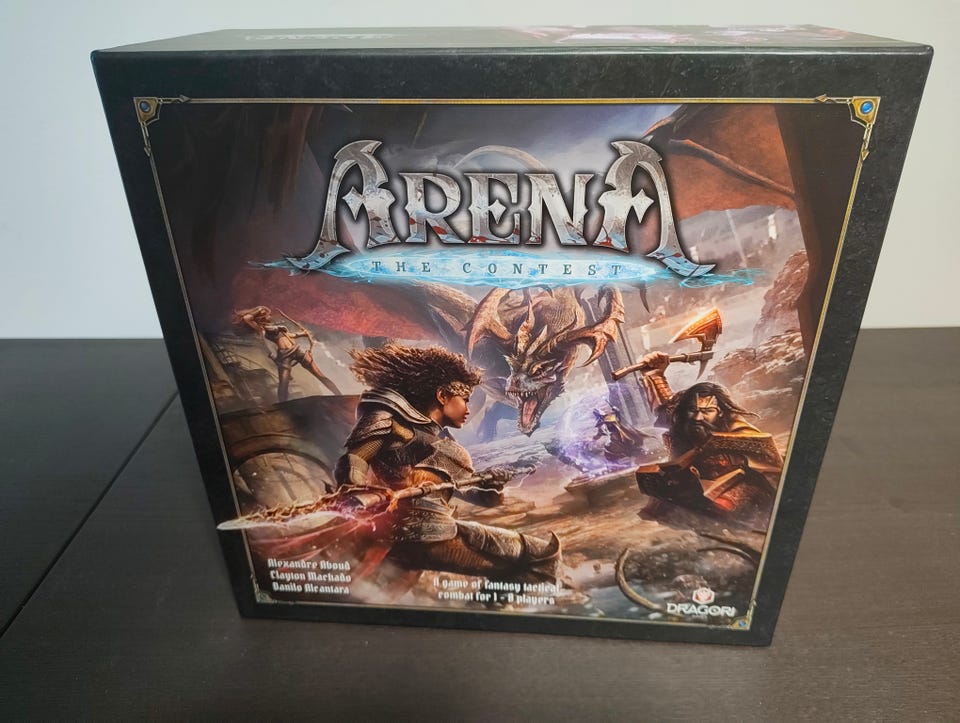 ARENA
THE CONTEST
Alexandre Aboud
Clayton Machado
Danilo Alcantara
A game of fantasy tactical
combat for 1 - 8 players
DRAGORI